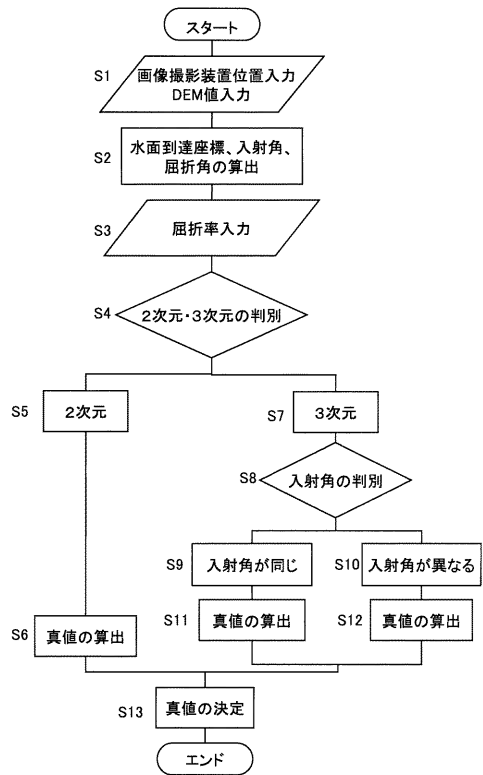 スタート
S1
画像撮影装置位置入力
DEM値入力
S2
水面到達座標、入射角、
屈折角の算出
S3
屈折率入力
S4
2次元・3次元の判別
S5
2次元
S7
3次元
S8
入射角の判別
S9
入射角が同じ
S10
入射角が異なる
S6
真値の算出
S11
真値の算出
S12
真値の算出
S13
真値の決定
エンド